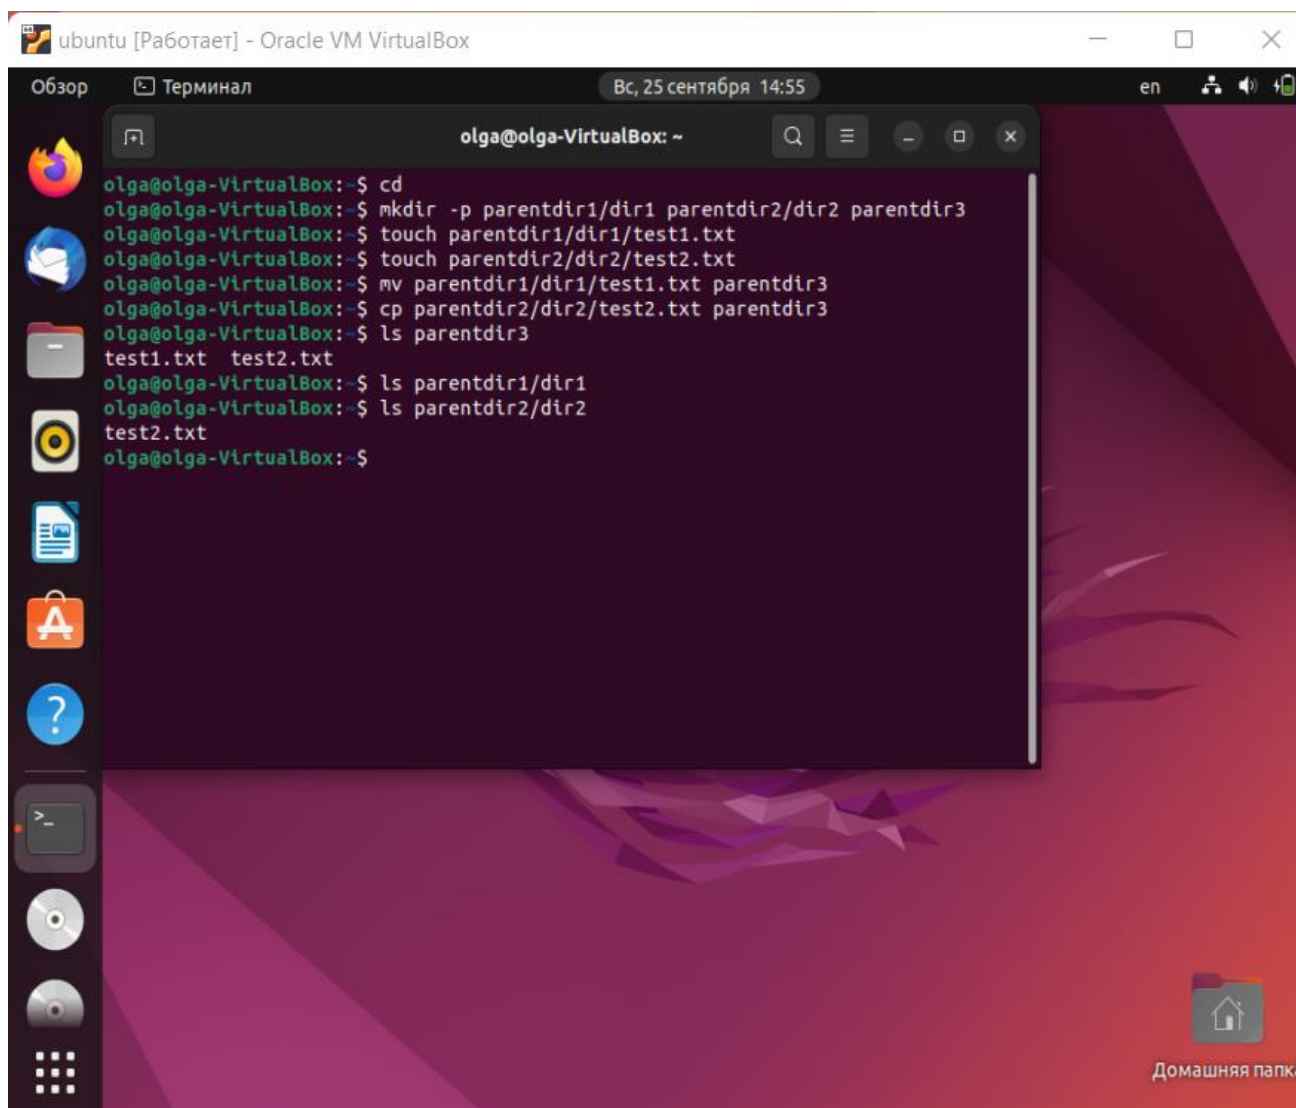 ubuntu [Работает] - Oracle VM VirtualBox
Обзор Терминал Вс, 25 сентября 14:55 en
olga@olga-VirtualBox: ~
olga@olga-VirtualBox:~$ cd
olga@olga-VirtualBox:~$ mkdir -p parentdir1/dir1 parentdir2/dir2 parentdir3
olga@olga-VirtualBox:~$ touch parentdir1/dir1/test1.txt
olga@olga-VirtualBox:~$ touch parentdir2/dir2/test2.txt
olga@olga-VirtualBox:~$ mv parentdir1/dir1/test1.txt parentdir3
olga@olga-VirtualBox:~$ cp parentdir2/dir2/test2.txt parentdir3
olga@olga-VirtualBox:~$ ls parentdir3
test1.txt  test2.txt
olga@olga-VirtualBox:~$ ls parentdir1/dir1
olga@olga-VirtualBox:~$ ls parentdir2/dir2
test2.txt
olga@olga-VirtualBox:~$
Домашняя папка